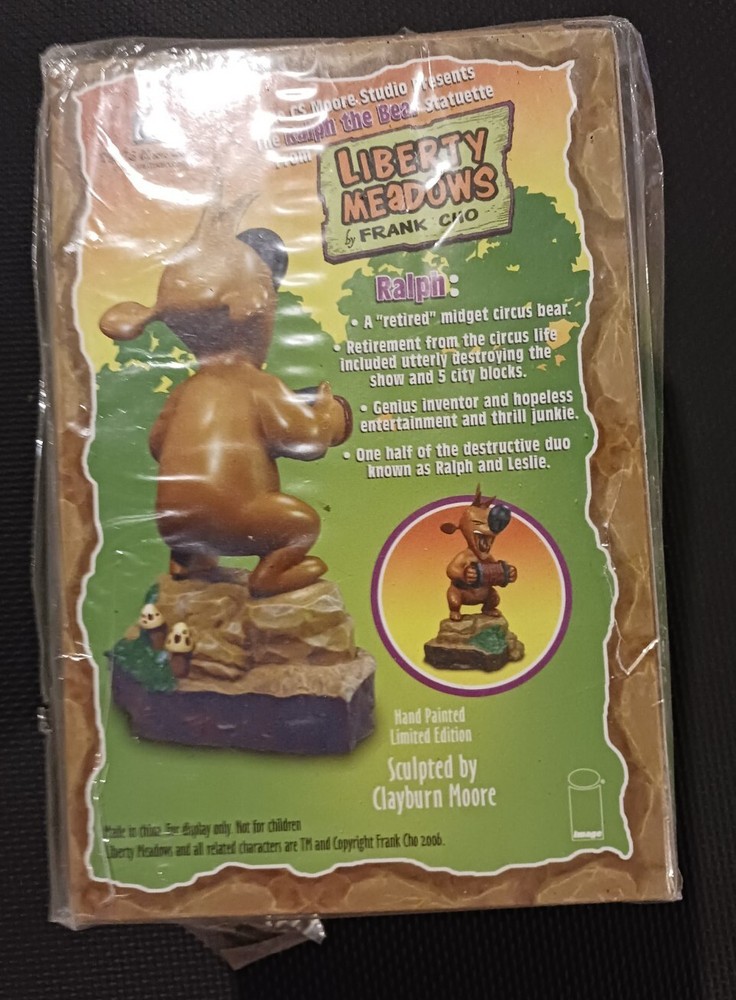 CS Moore Studio Presents
The Ralph the Bear Statuette
from
LIBERTY
MEADOWS
by FRANK CHO
Ralph:
• A "retired" midget circus bear.
• Retirement from the circus life
included utterly destroying the
show and 5 city blocks.
• Genius inventor and hopeless
entertainment and thrill junkie.
• One half of the destructive duo
known as Ralph and Leslie.
Hand Painted
Limited Edition
Sculpted by
Clayburn Moore
Made in china. For display only. Not for children
Liberty Meadows and all related characters are TM and Copyright Frank Cho 2006.
image